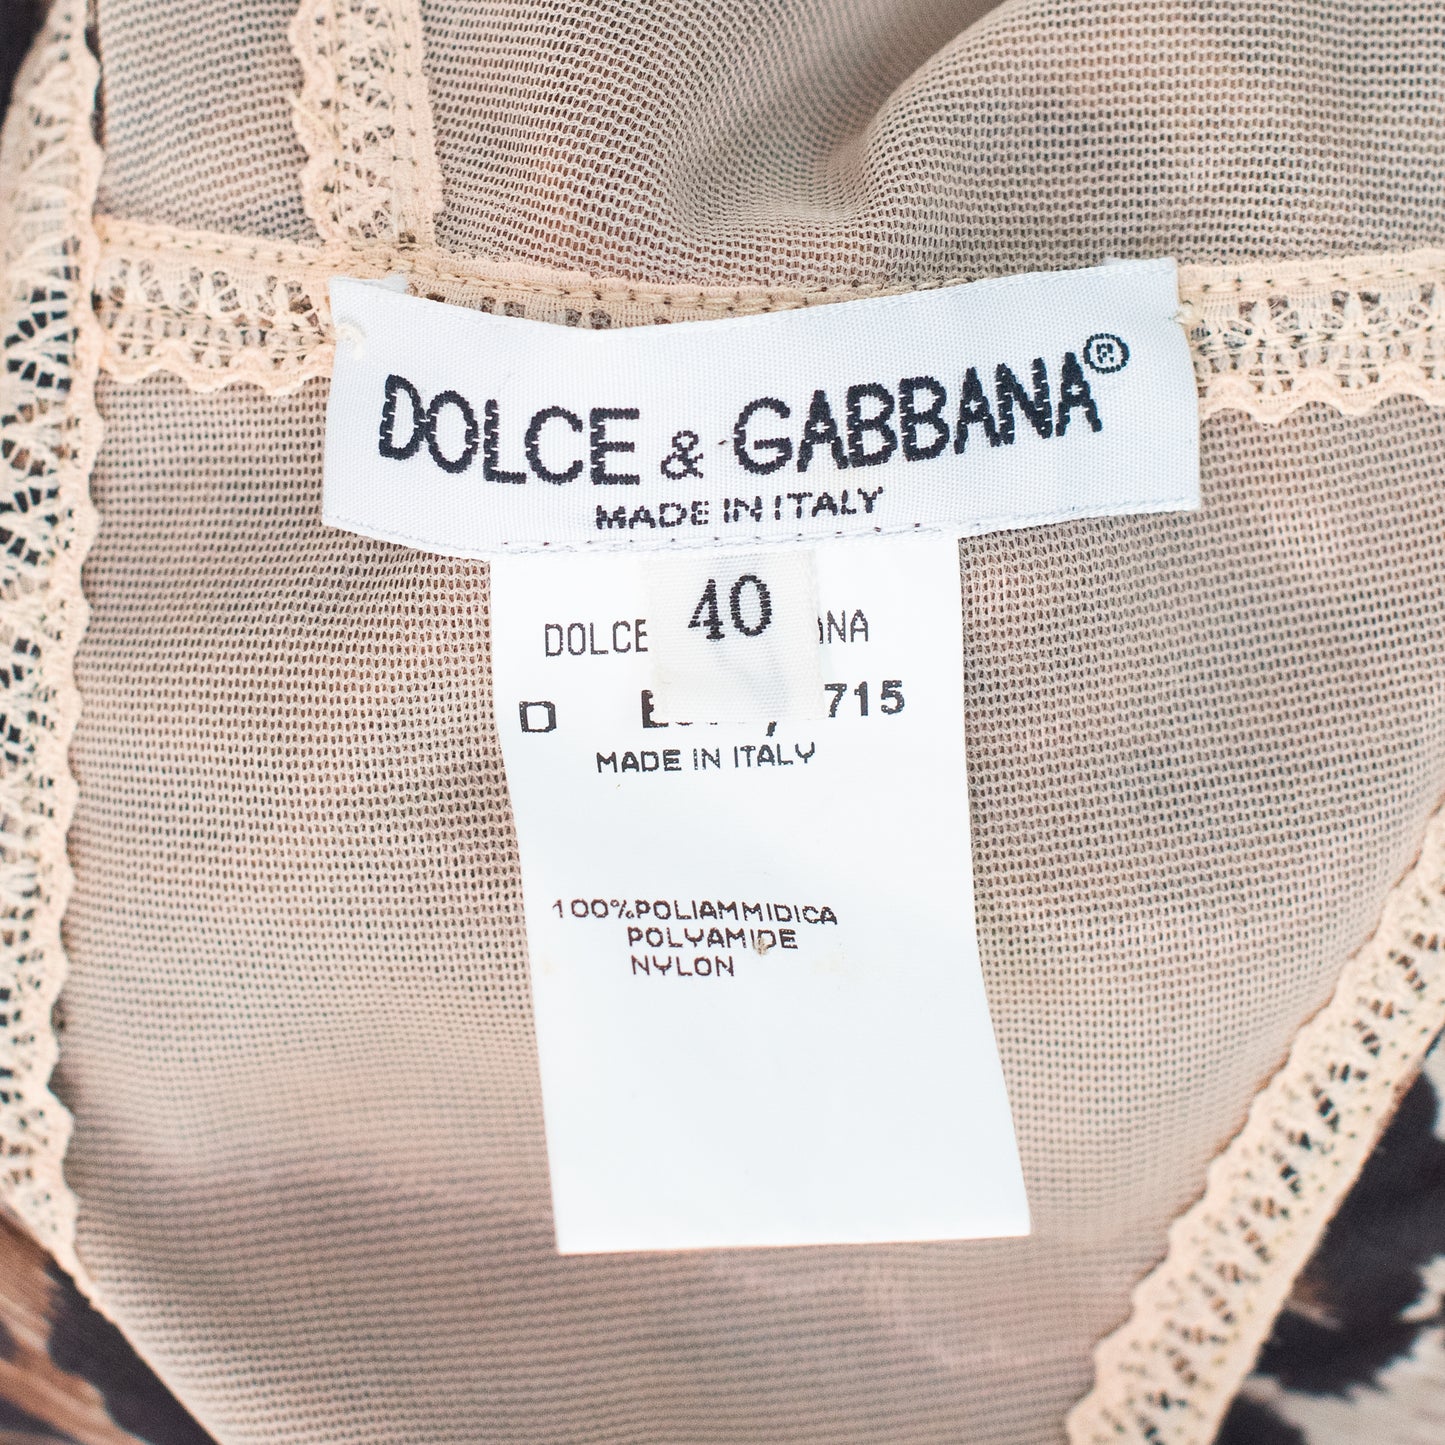 DOLCE & GABBANA®
MADE IN ITALY
40
DOLCE
D 715
MADE IN ITALY
100%POLIAMMIDICA
POLYAMIDE
NYLON